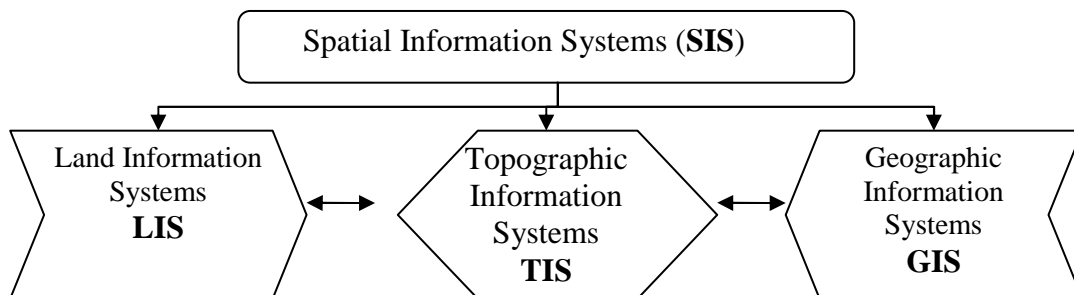 Spatial Information Systems (SIS)
Land Information
Systems
LIS
Topographic
Information
Systems
TIS
Geographic
Information
Systems
GIS